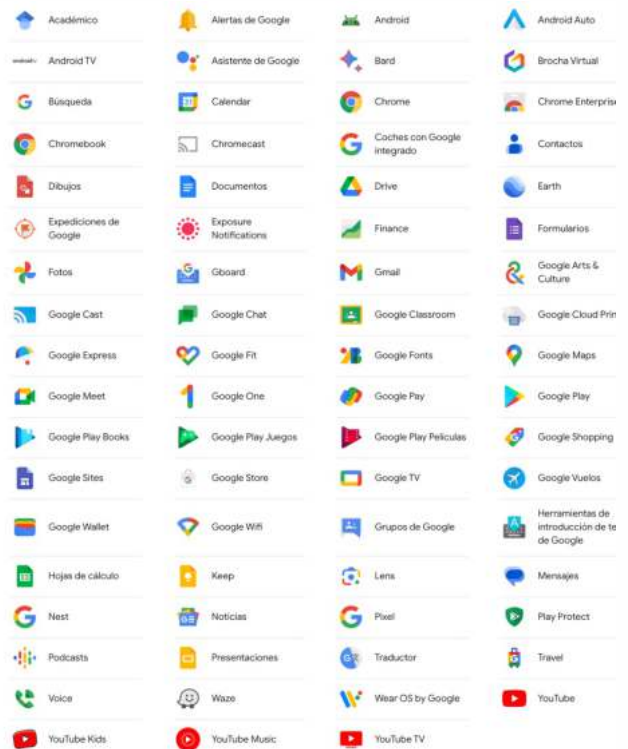 Académico
Alertas de Google
Android
Android Auto
Android TV
Asistente de Google
Bard
Brocha Virtual
Búsqueda
Calendar
Chrome
Chrome Enterprise
Chromebook
Chromecast
Coches con Google
integrado
Contactos
Dibujos
Documentos
Drive
Earth
Expediciones de
Google
Exposure
Notifications
Finance
Formularios
Fotos
Gboard
Gmail
Google Arts &
Culture
Google Cast
Google Chat
Google Classroom
Google Cloud Prin
Google Express
Google Fit
Google Fonts
Google Maps
Google Meet
Google One
Google Pay
Google Play
Google Play Books
Google Play Juegos
Google Play Películas
Google Shopping
Google Sites
Google Store
Google TV
Google Vuelos
Google Wallet
Google Wifi
Grupos de Google
Herramientas de
introducción de te
de Google
Hojas de cálculo
Keep
Lens
Mensajes
Nest
Noticias
Pixel
Play Protect
Podcasts
Presentaciones
Traductor
Travel
Voice
Waze
Wear OS by Google
YouTube
YouTube Kids
YouTube Music
YouTube TV